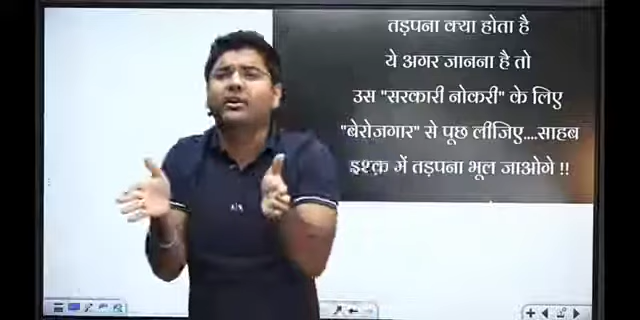 तड़पना क्या होता है
ये अगर जानना है तो
उस "सरकारी नोकरी" के लिए
"बेरोजगार" से पूछ लीजिए....साहब
इश्क़ में तड़पना भूल जाओगे !!